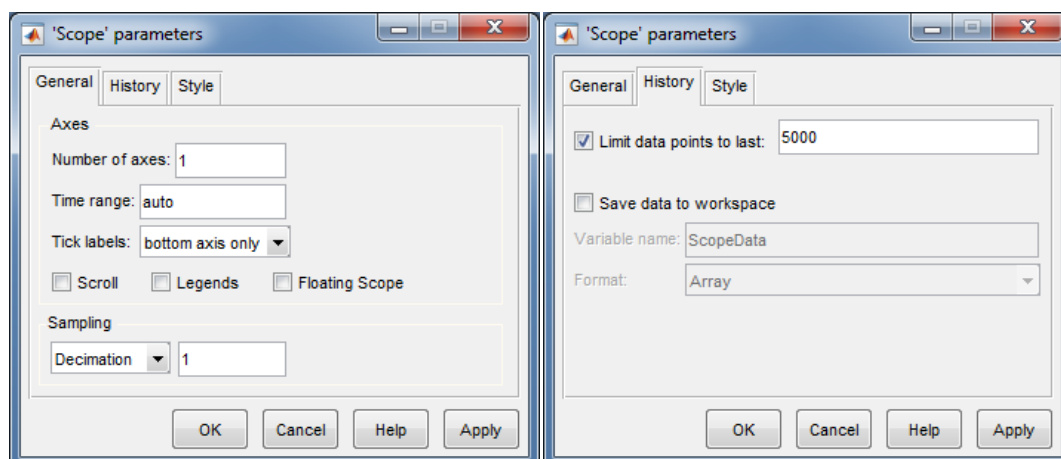 'Scope' parameters
General History Style
Axes
Number of axes: 1
Time range: auto
Tick labels: bottom axis only
Scroll Legends Floating Scope
Sampling
Decimation 1
OK Cancel Help Apply
'Scope' parameters
General History Style
Limit data points to last: 5000
Save data to workspace
Variable name: ScopeData
Format: Array
OK Cancel Help Apply